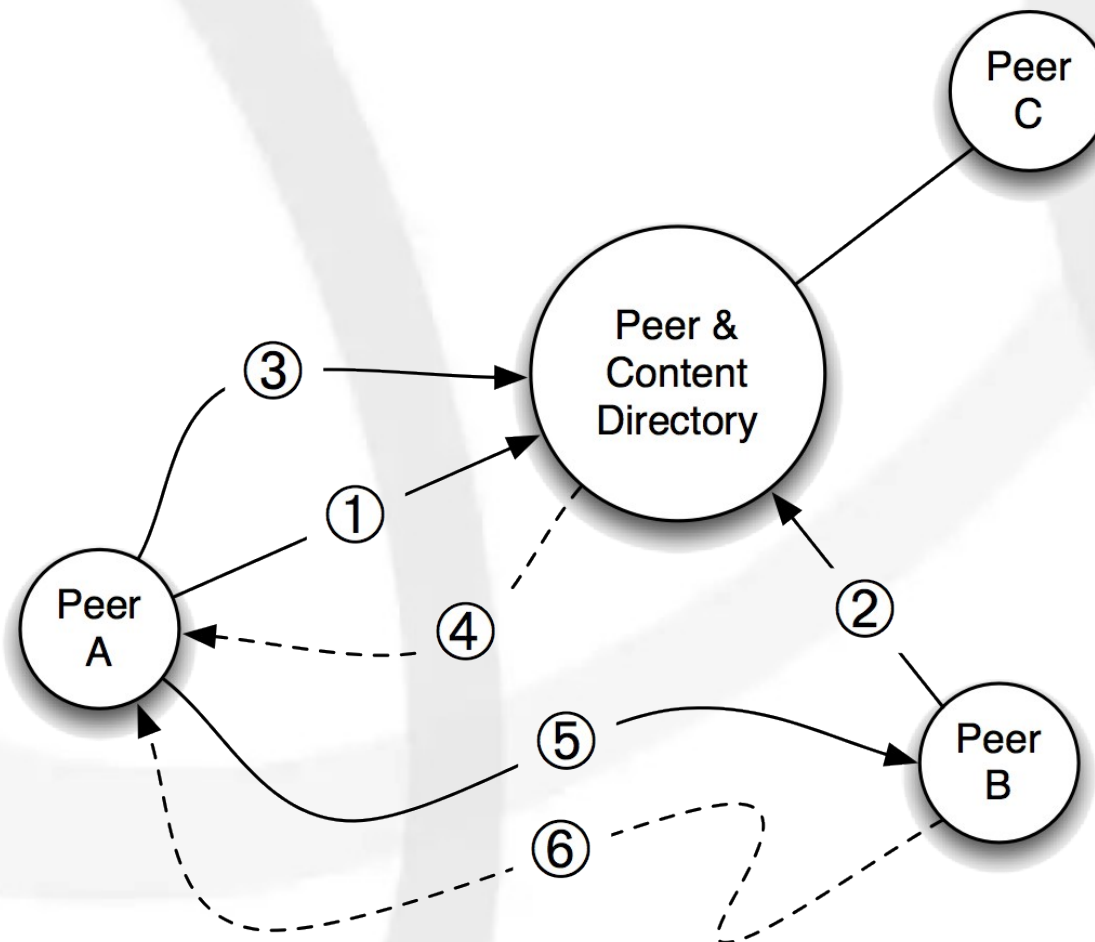 Peer
C
Peer &
Content
Directory
③
①
Peer
A
④
②
⑤
Peer
B
⑥